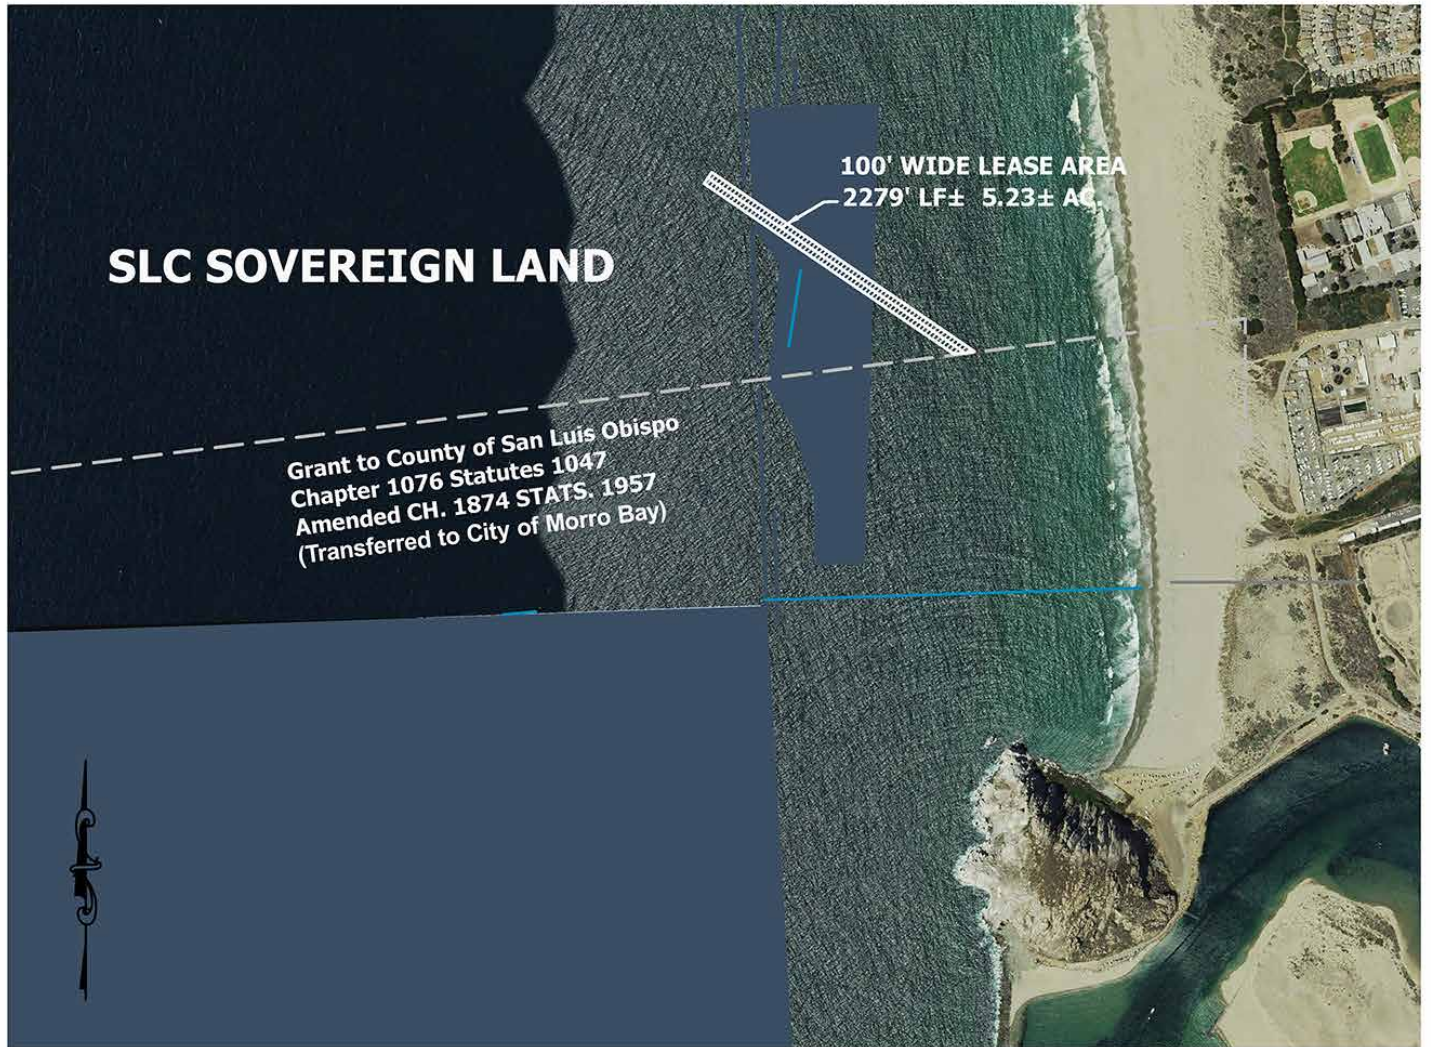 100' WIDE LEASE AREA
2279' LF± 5.23± AC.
SLC SOVEREIGN LAND
Grant to County of San Luis Obispo
Chapter 1076 Statutes 1047
Amended CH. 1874 STATS. 1957
(Transferred to City of Morro Bay)